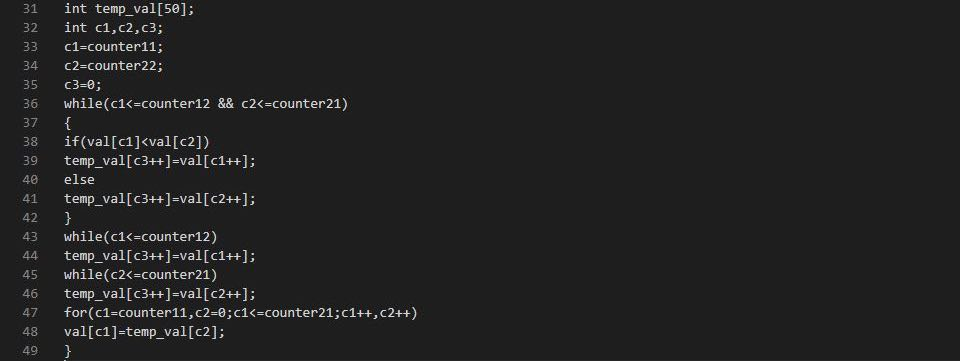 31 int temp_val[50];
32 int c1,c2,c3;
33 c1=counter11;
34 c2=counter22;
35 c3=0;
36 while(c1<=counter12 && c2<=counter21)
37 {
38 if(val[c1]<val[c2])
39 temp_val[c3++]=val[c1++];
40 else
41 temp_val[c3++]=val[c2++];
42 }
43 while(c1<=counter12)
44 temp_val[c3++]=val[c1++];
45 while(c2<=counter21)
46 temp_val[c3++]=val[c2++];
47 for(c1=counter11,c2=0;c1<=counter21;c1++,c2++)
48 val[c1]=temp_val[c2];
49 }